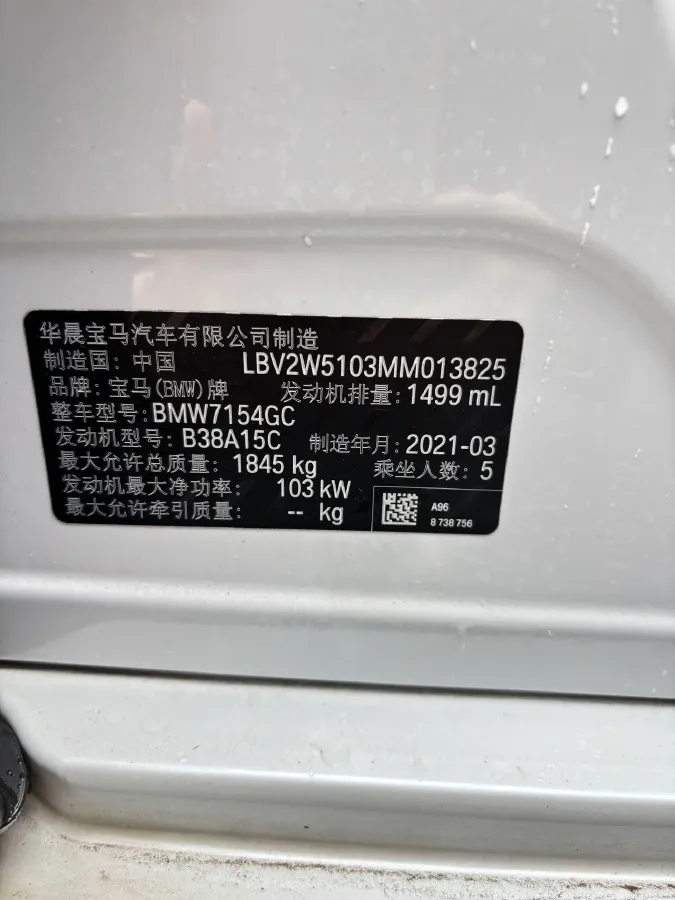 华晨宝马汽车有限公司制造
制造国：中国 LBV2W5103MM013825
品牌：宝马(BMW)牌 发动机排量：1499 mL
整车型号：BMW7154GC
发动机型号：B38A15C 制造年月：2021-03
最大允许总质量：1845 kg 乘坐人数：5
发动机最大净功率： 103 kW
最大允许牵引质量： -- kg
A96
8 738 756